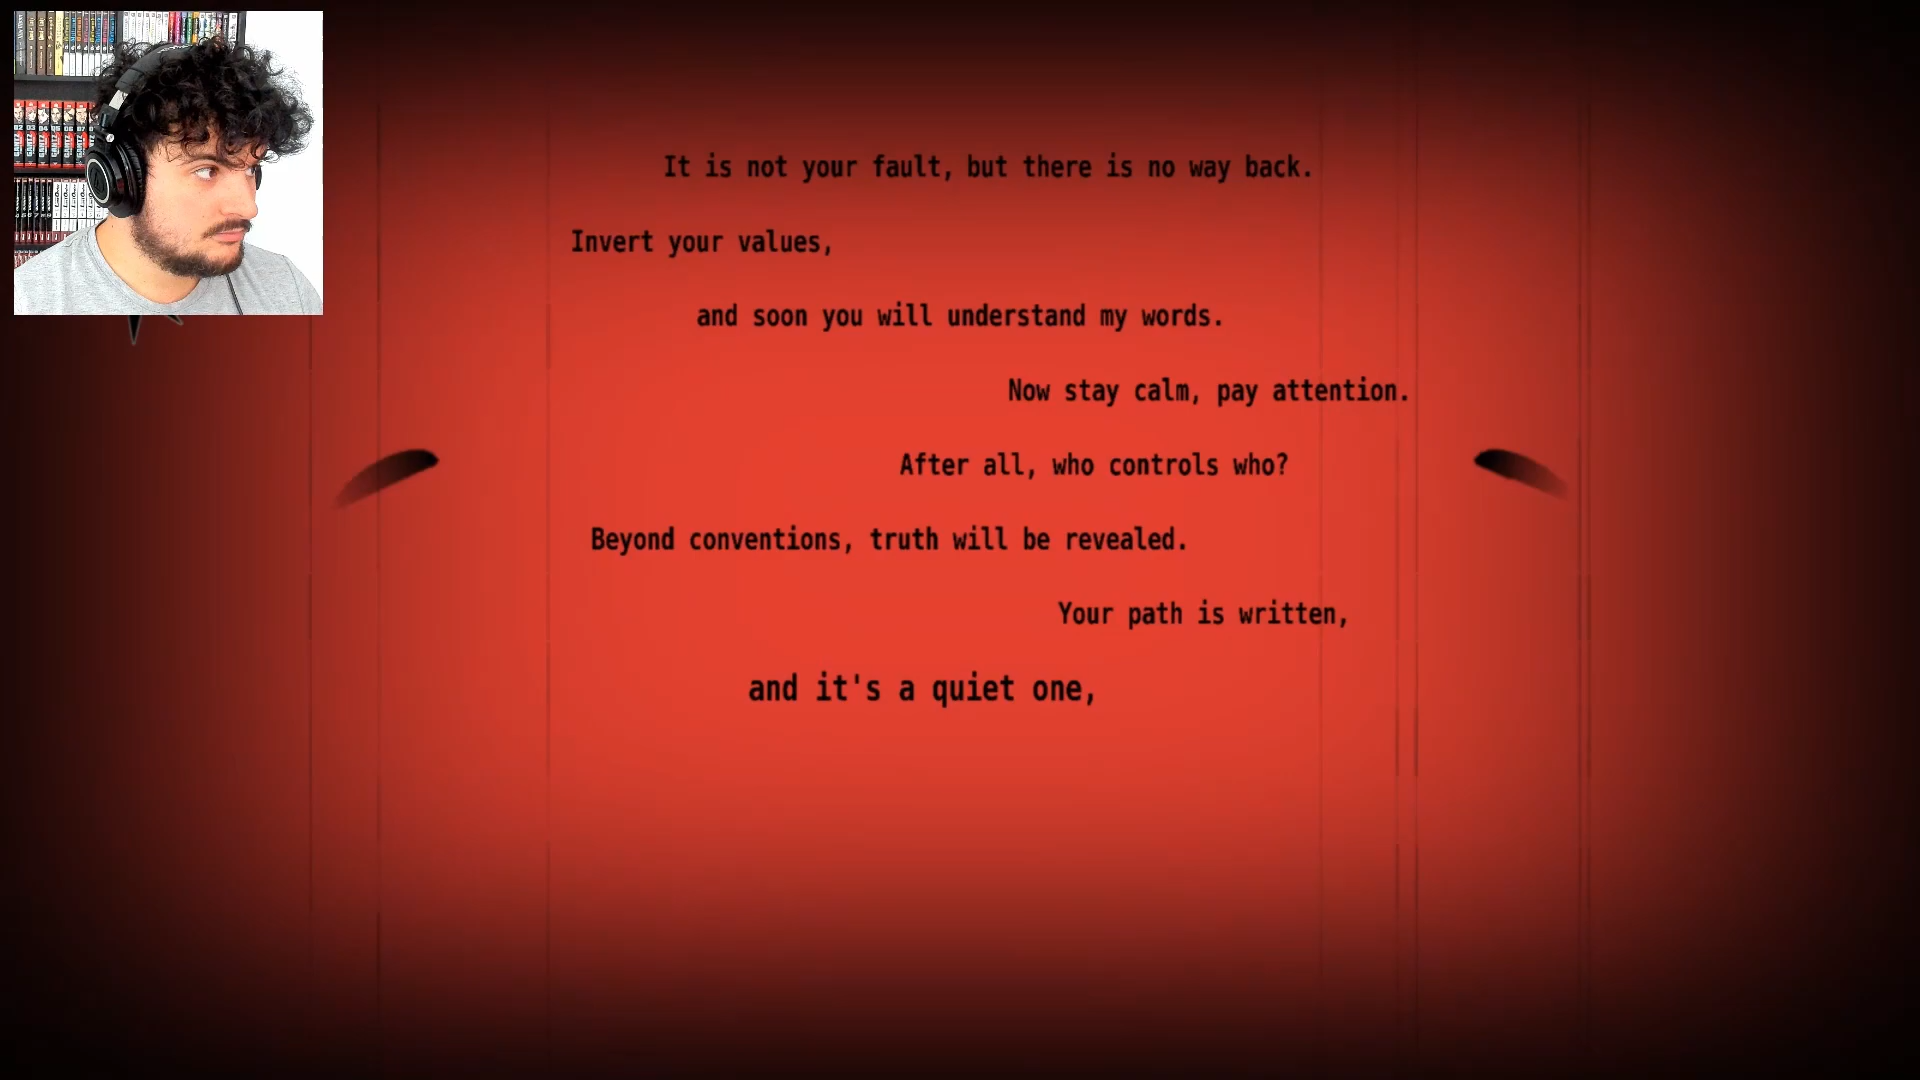 It is not your fault, but there is no way back.
Invert your values,
and soon you will understand my words.
Now stay calm, pay attention.
After all, who controls who?
Beyond conventions, truth will be revealed.
Your path is written,
and it's a quiet one,